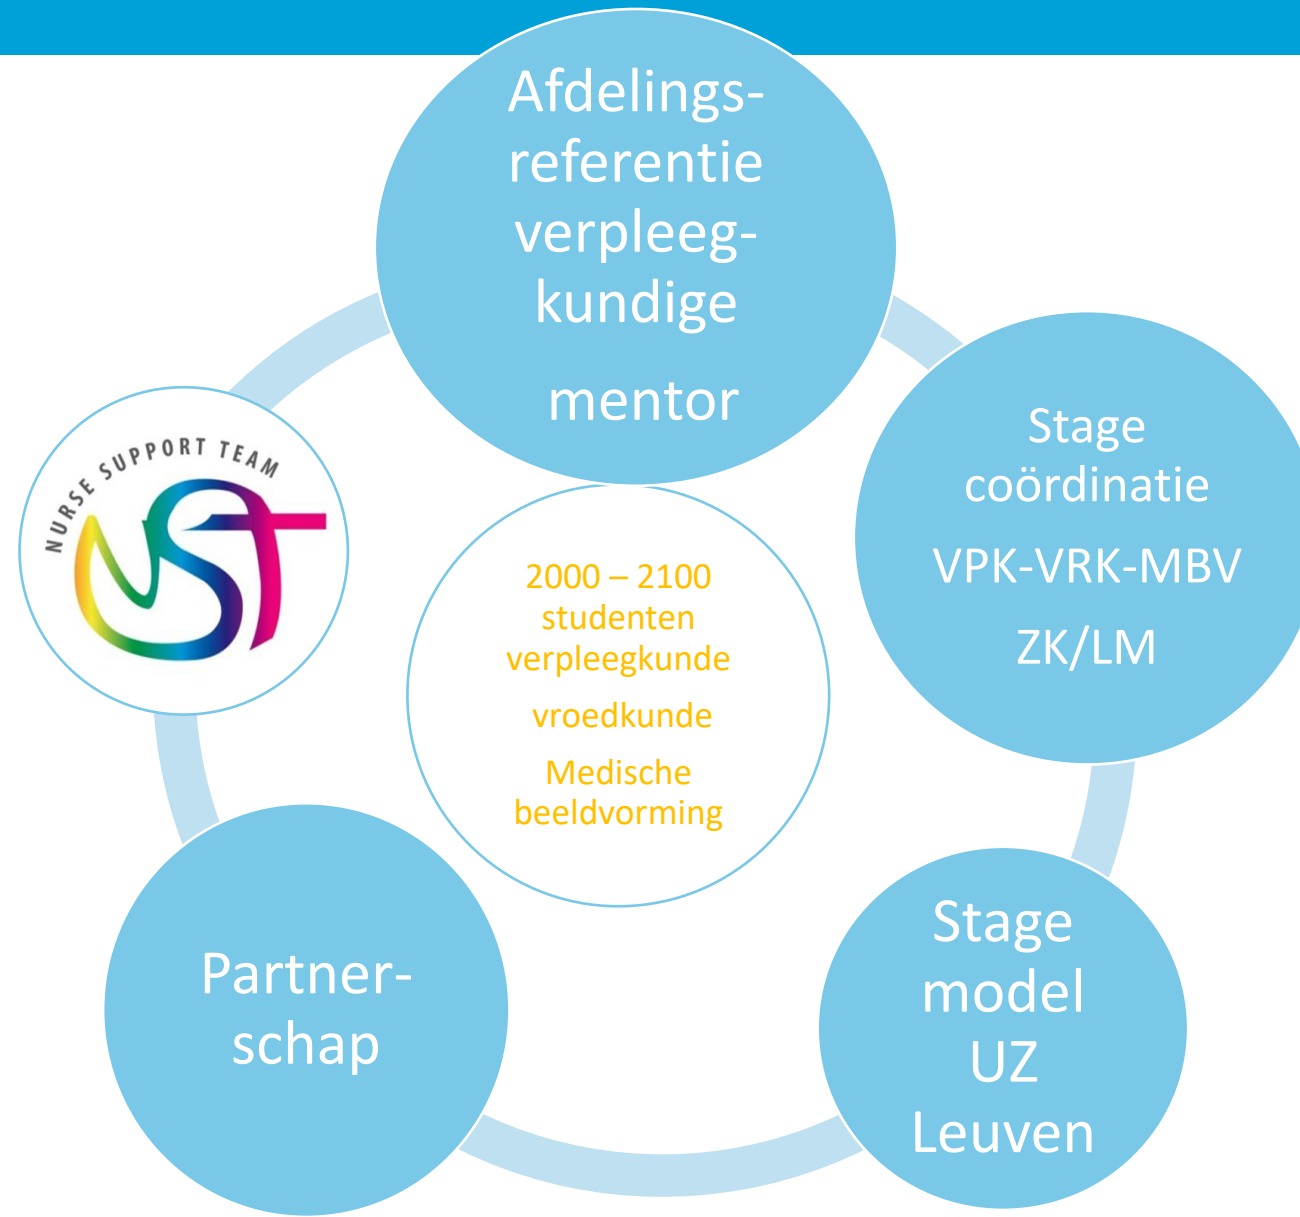 Afdelings-
referentie
verpleeg-
kundige
mentor
Stage
coördinatie
VPK-VRK-MBV
ZK/LM
Stage
model
UZ
Leuven
Partner-
schap
NURSE SUPPORT TEAM
NST
2000 – 2100
studenten
verpleegkunde
vroedkunde
Medische
beeldvorming